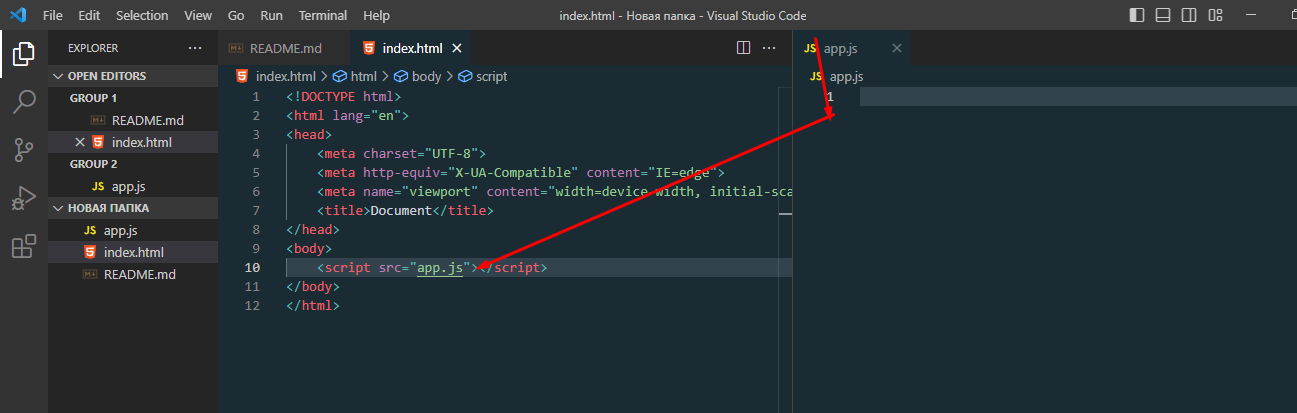 File Edit Selection View Go Run Terminal Help index.html - Новая папка - Visual Studio Code
EXPLORER
OPEN EDITORS
GROUP 1
README.md
index.html
GROUP 2
JS app.js
НОВАЯ ПАПКА
JS app.js
index.html
README.md
README.md index.html
index.html > html > body > script
1 <!DOCTYPE html>
2 <html lang="en">
3 <head>
4 <meta charset="UTF-8">
5 <meta http-equiv="X-UA-Compatible" content="IE=edge">
6 <meta name="viewport" content="width=device-width, initial-sca
7 <title>Document</title>
8 </head>
9 <body>
10 <script src="app.js"></script>
11 </body>
12 </html>
JS app.js
JS app.js
1